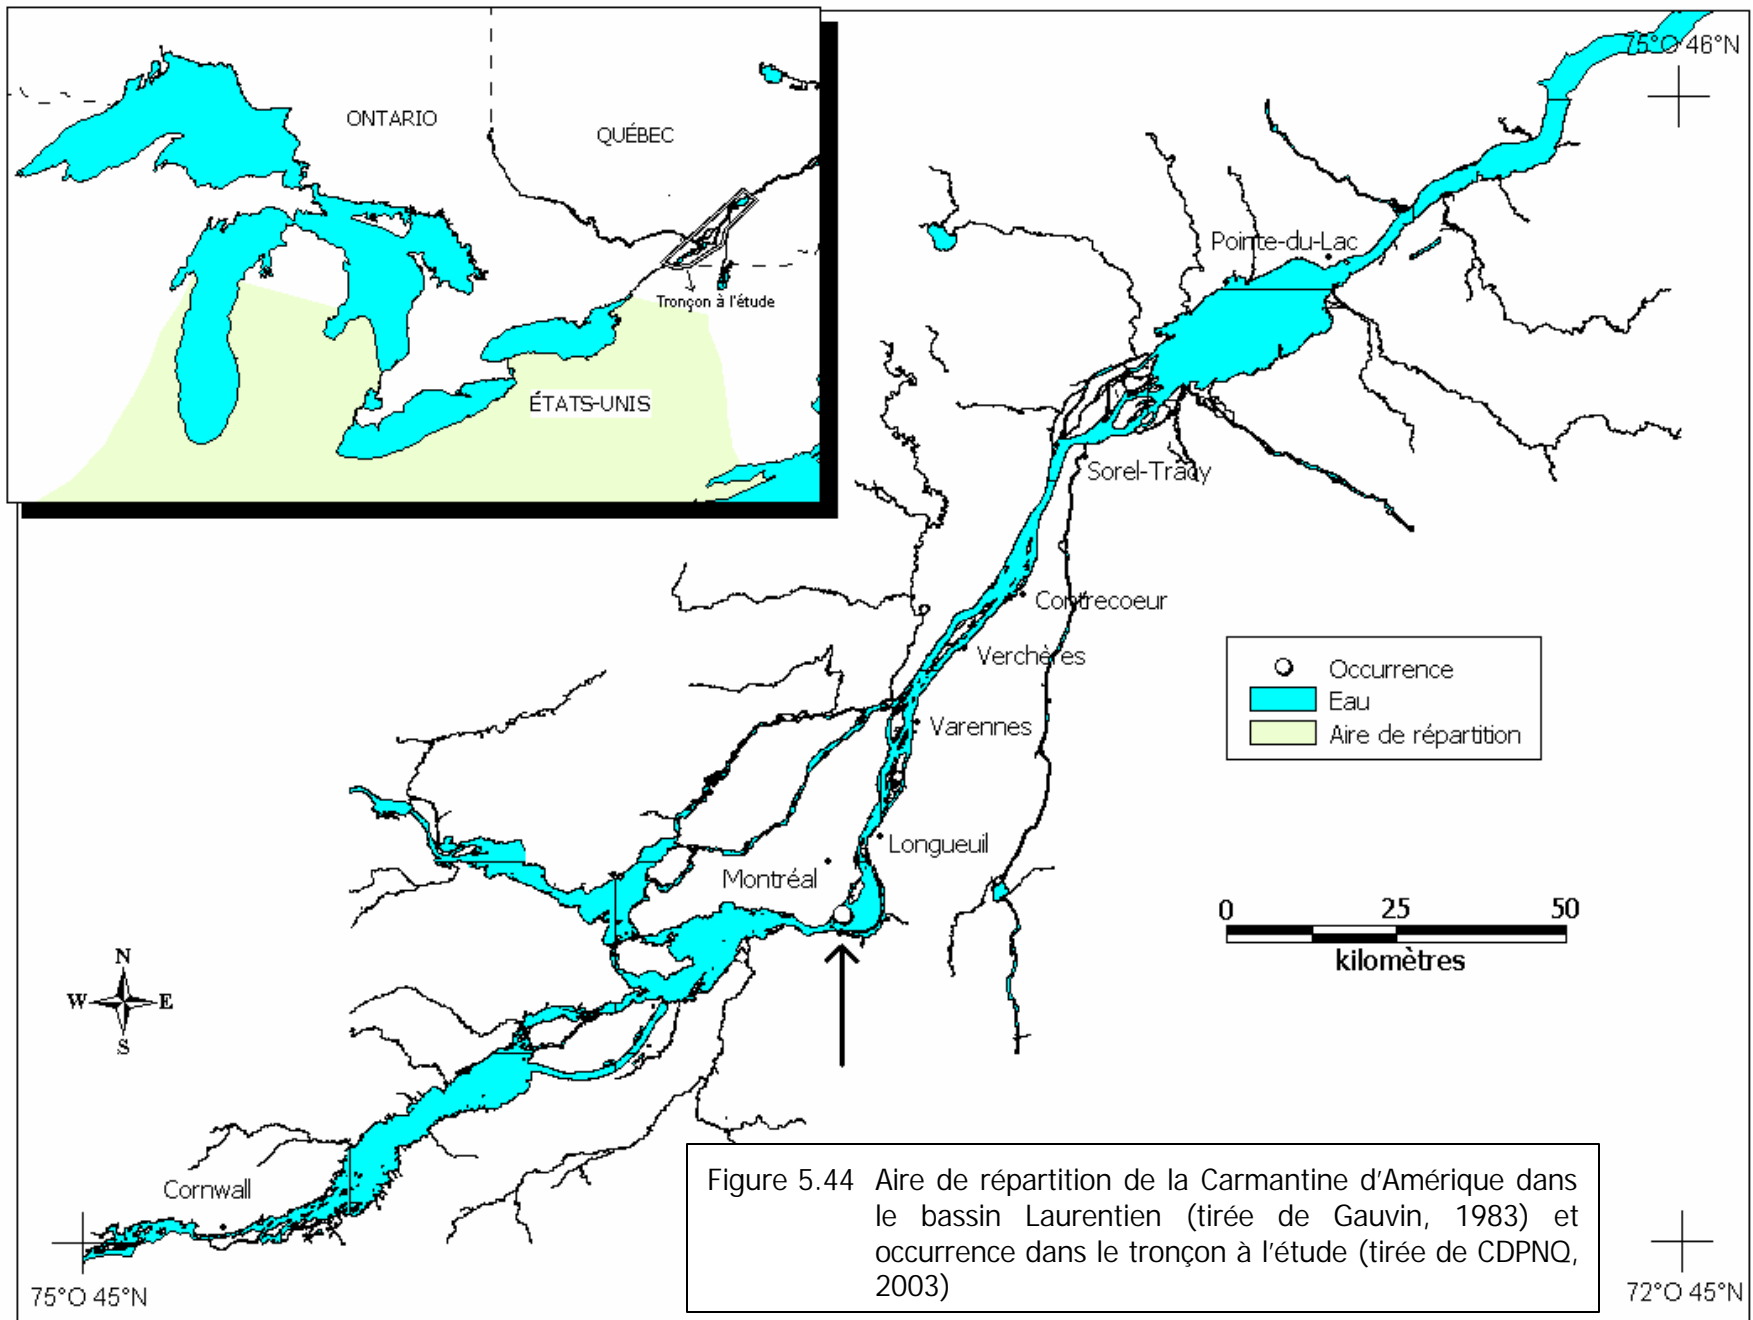 ONTARIO
QUÉBEC
Tronçon à l'étude
ÉTATS-UNIS
75°O 46°N
Pointe-du-Lac
Sorel-Tracy
Contrecoeur
Verchères
Varennes
Longueuil
Montréal
Cornwall
Occurrence
Eau
Aire de répartition
0 25 50
kilomètres
N
W E
S
Figure 5.44 Aire de répartition de la Carmantine d'Amérique dans
le bassin Laurentien (tirée de Gauvin, 1983) et
occurrence dans le tronçon à l'étude (tirée de CDPNQ,
2003)
75°O 45°N
72°O 45°N